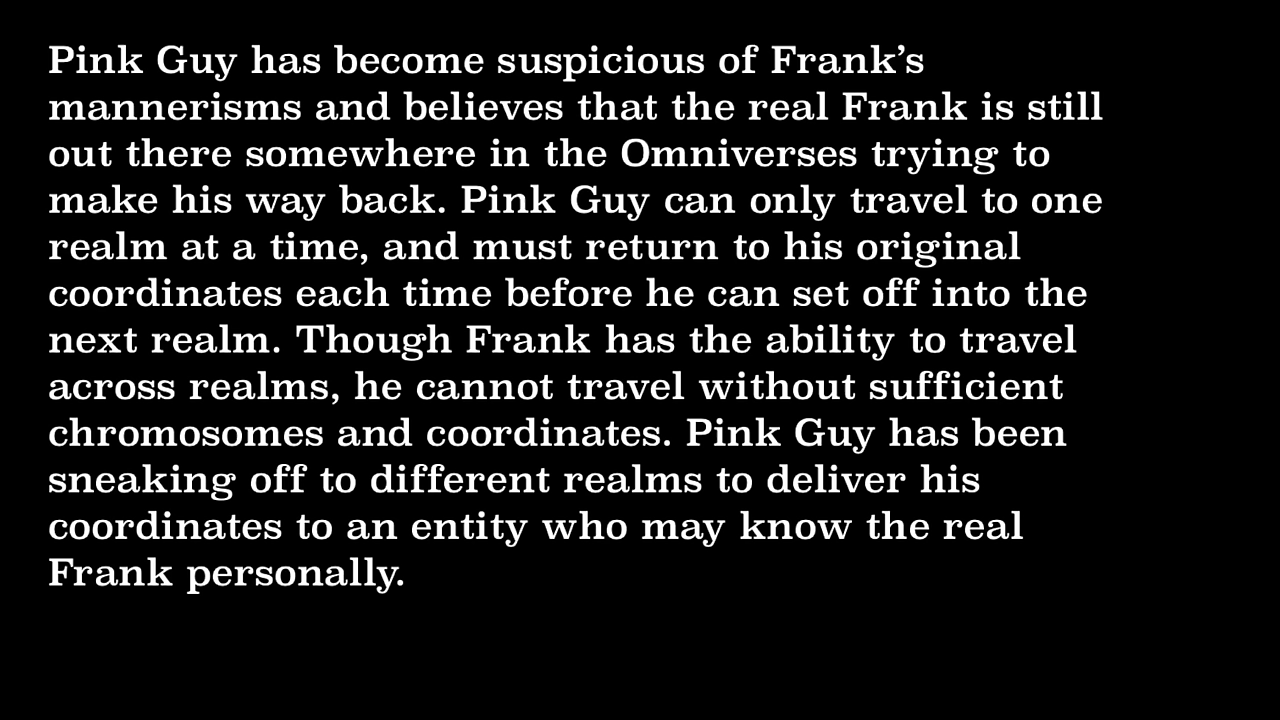 Pink Guy has become suspicious of Frank’s
mannerisms and believes that the real Frank is still
out there somewhere in the Omniverses trying to
make his way back. Pink Guy can only travel to one
realm at a time, and must return to his original
coordinates each time before he can set off into the
next realm. Though Frank has the ability to travel
across realms, he cannot travel without sufficient
chromosomes and coordinates. Pink Guy has been
sneaking off to different realms to deliver his
coordinates to an entity who may know the real
Frank personally.